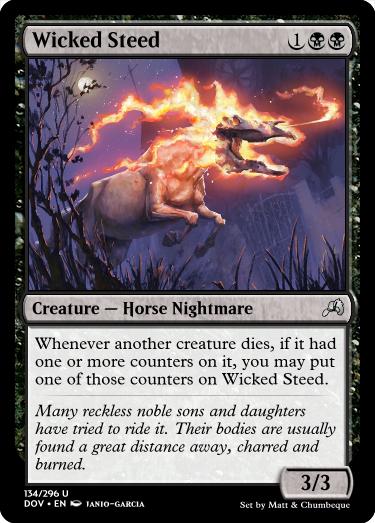 Wicked Steed 1
Creature — Horse Nightmare
Whenever another creature dies, if it had
one or more counters on it, you may put
one of those counters on Wicked Steed.
Many reckless noble sons and daughters
have tried to ride it. Their bodies are usually
found a great distance away, charred and
burned.
3/3
134/296 U
DOV • EN JANIO-GARCIA
Set by Matt & Chumbeque